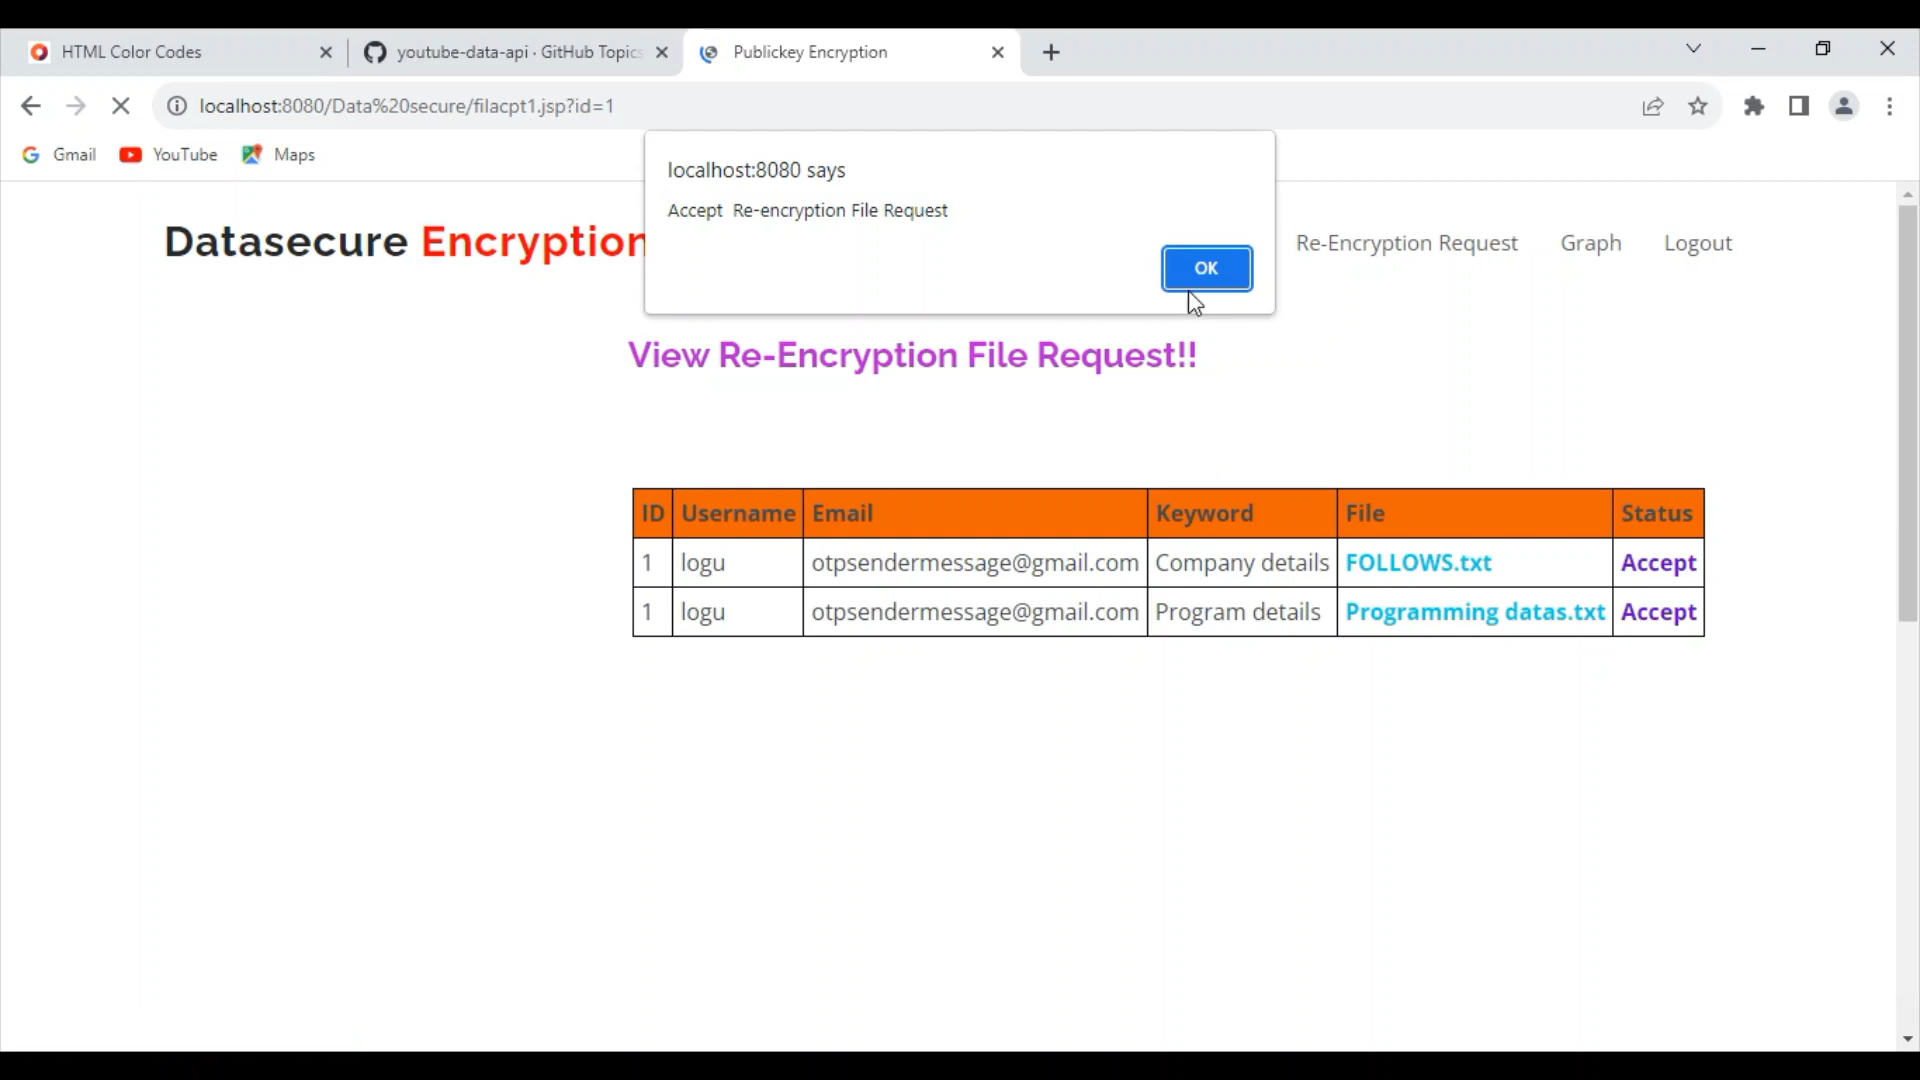 HTML Color Codes
youtube-data-api · GitHub Topics
Publickey Encryption
localhost:8080/Data%20secure/filacpt1.jsp?id=1
Gmail
YouTube
Maps
localhost:8080 says
Accept Re-encryption File Request
OK
Datasecure Encryption
Re-Encryption Request
Graph
Logout
View Re-Encryption File Request!!
ID Username Email Keyword File Status
1 logu otpsendermessage@gmail.com Company details FOLLOWS.txt Accept
1 logu otpsendermessage@gmail.com Program details Programming datas.txt Accept